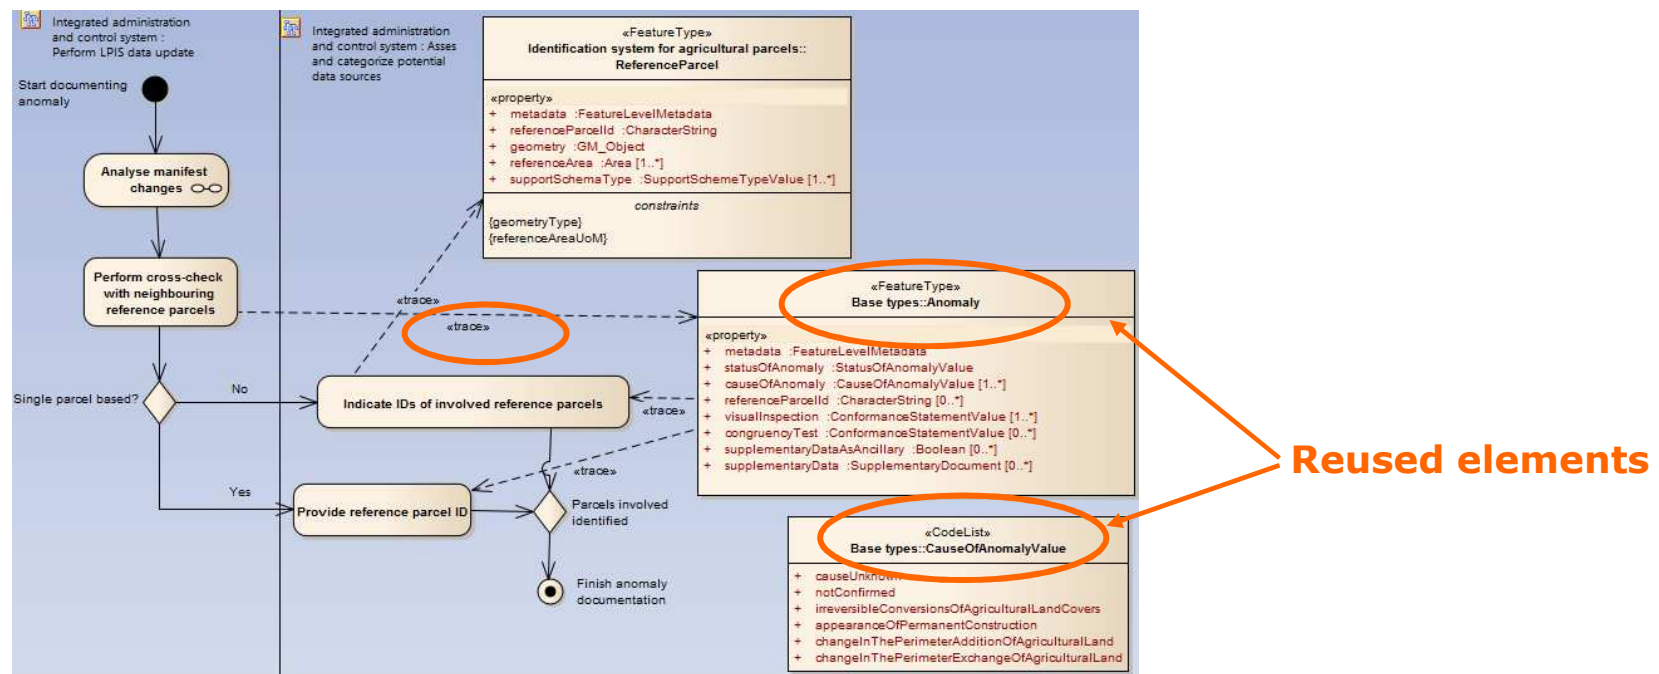 Integrated administration
and control system :
Perform LPIS data update
Integrated administration
and control system : Asses
and categorize potential
data sources
Start documenting
anomaly
Analyse manifest
changes
Perform cross-check
with neighbouring
reference parcels
Single parcel based?
No
Yes
Indicate IDs of involved reference parcels
Provide reference parcel ID
Parcels involved
identified
Finish anomaly
documentation
«trace»
«trace»
«trace»
«trace»
«FeatureType»
Identification system for agricultural parcels::
ReferenceParcel
«property»
+ metadata :FeatureLevelMetadata
+ referenceParcelId :CharacterString
+ geometry :GM_Object
+ referenceArea :Area [1..*]
+ supportSchemaType :SupportSchemeTypeValue [1..*]
constraints
{geometryType}
{referenceAreaUoM}
«FeatureType»
Base types::Anomaly
«property»
+ metadata :FeatureLevelMetadata
+ statusOfAnomaly :StatusOfAnomalyValue
+ causeOfAnomaly :CauseOfAnomalyValue [1..*]
+ referenceParcelId :CharacterString [0..*]
+ visualInspection :ConformanceStatementValue [1..*]
+ congruencyTest :ConformanceStatementValue [0..*]
+ supplementaryDataAsAncillary :Boolean [0..*]
+ supplementaryData :SupplementaryDocument [0..*]
«CodeList»
Base types::CauseOfAnomalyValue
+ causeUnknown
+ notConfirmed
+ irreversibleConversionsOfAgriculturalLandCovers
+ appearanceOfPermanentConstruction
+ changeInThePerimeterAdditionOfAgriculturalLand
+ changeInThePerimeterExchangeOfAgriculturalLand
Reused elements